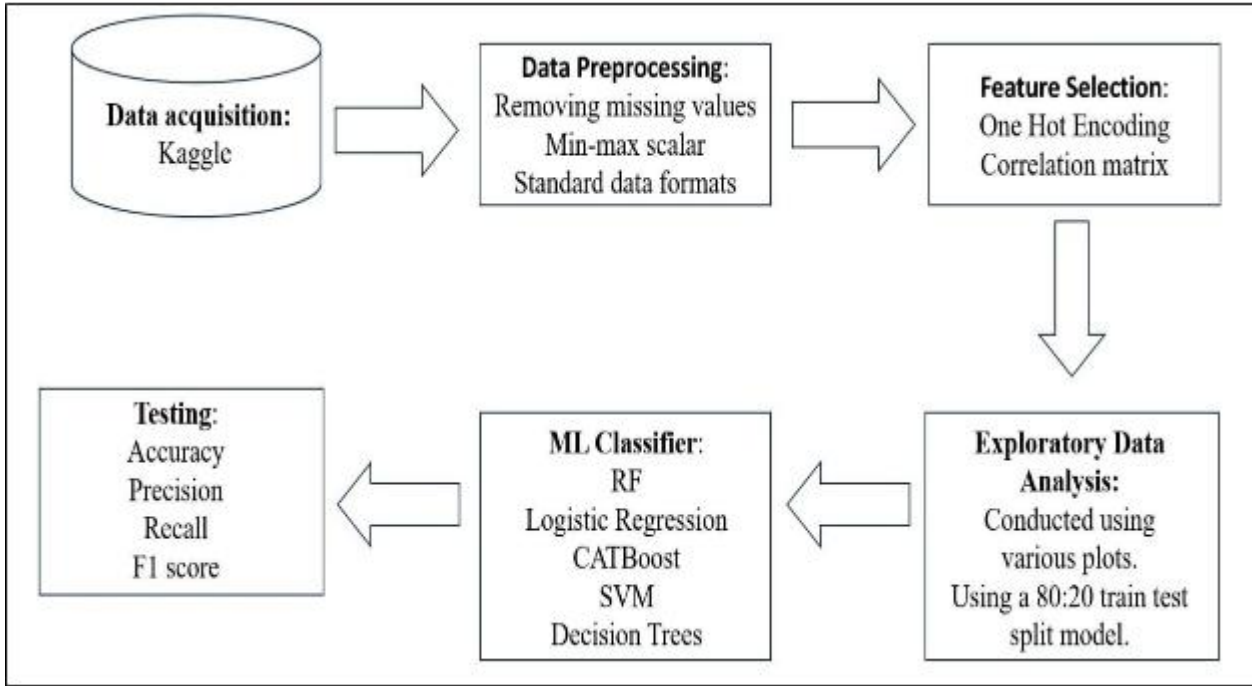 Data acquisition:
Kaggle
Data Preprocessing:
Removing missing values
Min-max scalar
Standard data formats
Feature Selection:
One Hot Encoding
Correlation matrix
Exploratory Data
Analysis:
Conducted using
various plots.
Using a 80:20 train test
split model.
ML Classifier:
RF
Logistic Regression
CATBoost
SVM
Decision Trees
Testing:
Accuracy
Precision
Recall
F1 score